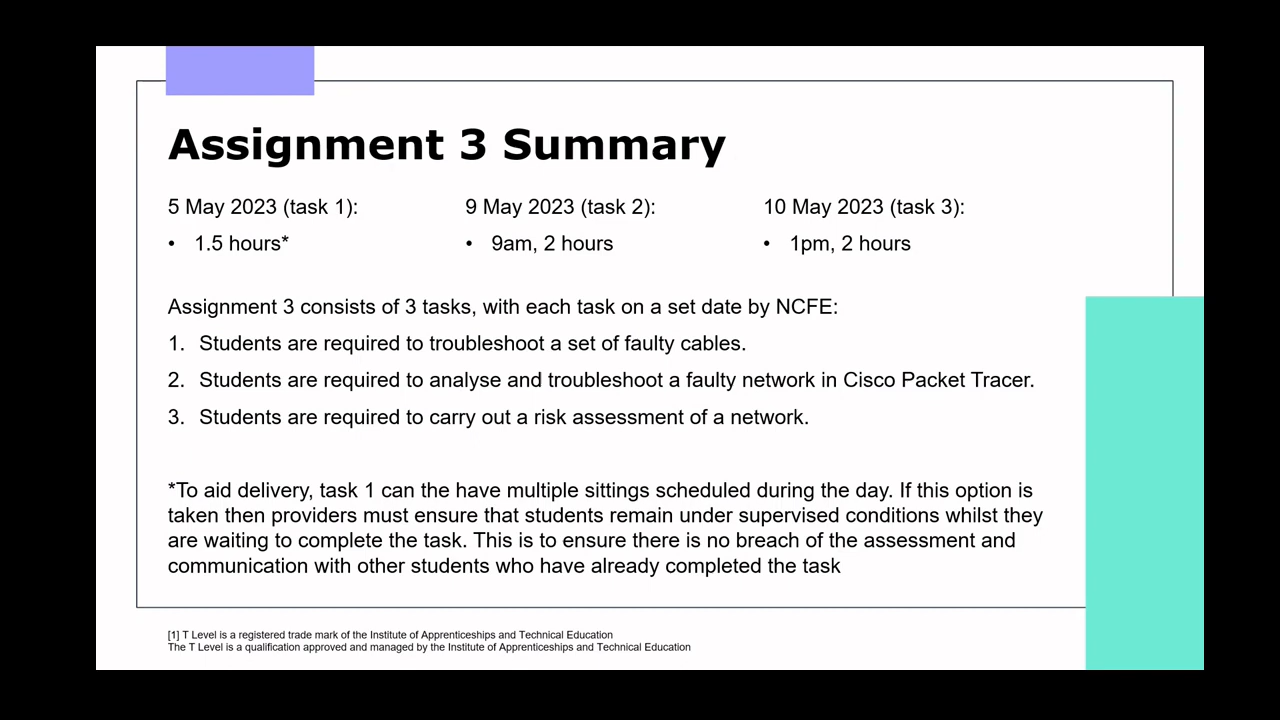 Assignment 3 Summary
5 May 2023 (task 1):
• 1.5 hours*
9 May 2023 (task 2):
• 9am, 2 hours
10 May 2023 (task 3):
• 1pm, 2 hours
Assignment 3 consists of 3 tasks, with each task on a set date by NCFE:
1. Students are required to troubleshoot a set of faulty cables.
2. Students are required to analyse and troubleshoot a faulty network in Cisco Packet Tracer.
3. Students are required to carry out a risk assessment of a network.
*To aid delivery, task 1 can the have multiple sittings scheduled during the day. If this option is
taken then providers must ensure that students remain under supervised conditions whilst they
are waiting to complete the task. This is to ensure there is no breach of the assessment and
communication with other students who have already completed the task
[1] T Level is a registered trade mark of the Institute of Apprenticeships and Technical Education
The T Level is a qualification approved and managed by the Institute of Apprenticeships and Technical Education